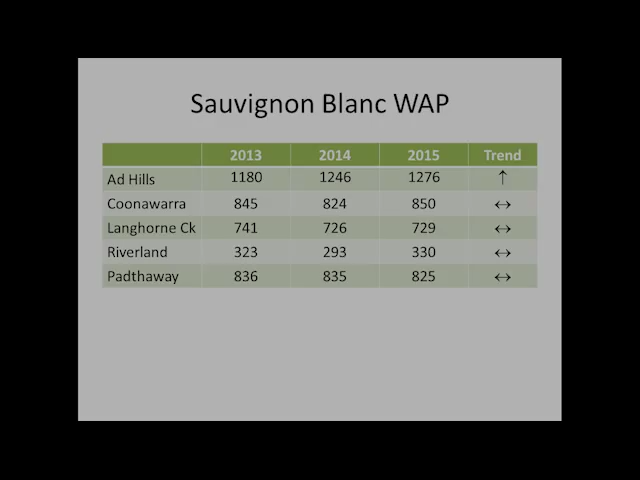 Sauvignon Blanc WAP
2013 2014 2015 Trend
Ad Hills 1180 1246 1276 ↑
Coonawarra 845 824 850 ↔
Langhorne Ck 741 726 729 ↔
Riverland 323 293 330 ↔
Padthaway 836 835 825 ↔